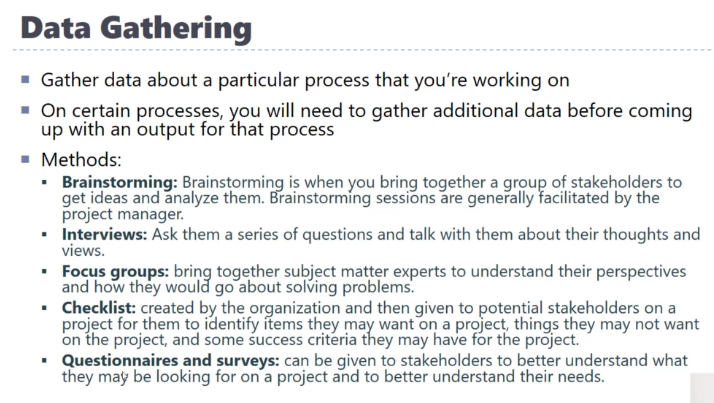 Data Gathering
Gather data about a particular process that you're working on
On certain processes, you will need to gather additional data before coming
up with an output for that process
Methods:
Brainstorming: Brainstorming is when you bring together a group of stakeholders to
get ideas and analyze them. Brainstorming sessions are generally facilitated by the
project manager.
Interviews: Ask them a series of questions and talk with them about their thoughts and
views.
Focus groups: bring together subject matter experts to understand their perspectives
and how they would go about solving problems.
Checklist: created by the organization and then given to potential stakeholders on a
project for them to identify items they may want on a project, things they may not want
on the project, and some success criteria they may have for the project.
Questionnaires and surveys: can be given to stakeholders to better understand what
they may be looking for on a project and to better understand their needs.